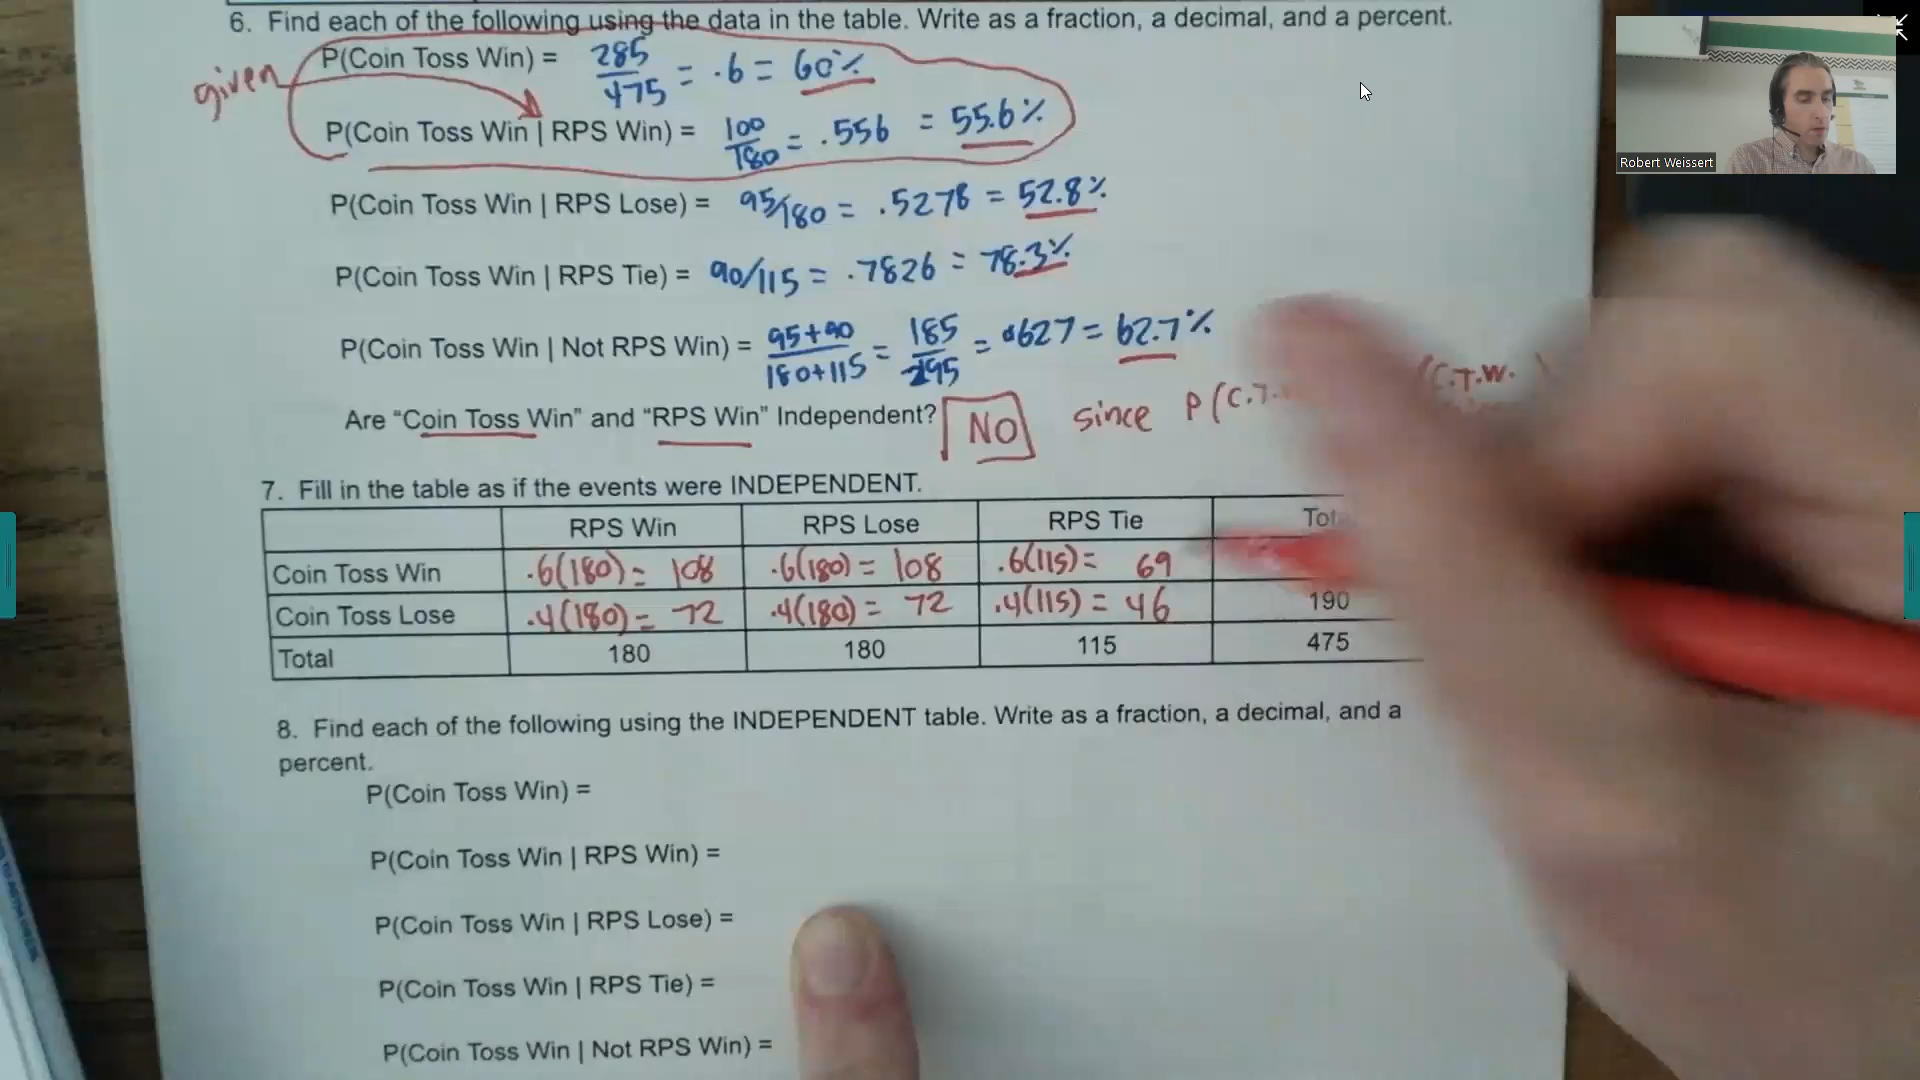 6. Find each of the following using the data in the table. Write as a fraction, a decimal, and a percent.
given
P(Coin Toss Win) = 285/475 = .6 = 60%
P(Coin Toss Win | RPS Win) = 100/180 = .556 = 55.6%
P(Coin Toss Win | RPS Lose) = 95/180 = .5278 = 52.8%
P(Coin Toss Win | RPS Tie) = 90/115 = .7826 = 78.3%
P(Coin Toss Win | Not RPS Win) = 95+90/180+115 = 185/295 = .627 = 62.7%
Are “Coin Toss Win” and “RPS Win” Independent? NO since P(C.T. (C.T.W.
7. Fill in the table as if the events were INDEPENDENT.
RPS Win RPS Lose RPS Tie
Coin Toss Win .6(180) = 108 .6(180) = 108 .6(115) = 69
Coin Toss Lose .4(180) = 72 .4(180) = 72 .4(115) = 46 190
Total 180 180 115 475
8. Find each of the following using the INDEPENDENT table. Write as a fraction, a decimal, and a
percent.
P(Coin Toss Win) =
P(Coin Toss Win | RPS Win) =
P(Coin Toss Win | RPS Lose) =
P(Coin Toss Win | RPS Tie) =
P(Coin Toss Win | Not RPS Win) =
Robert Weissert